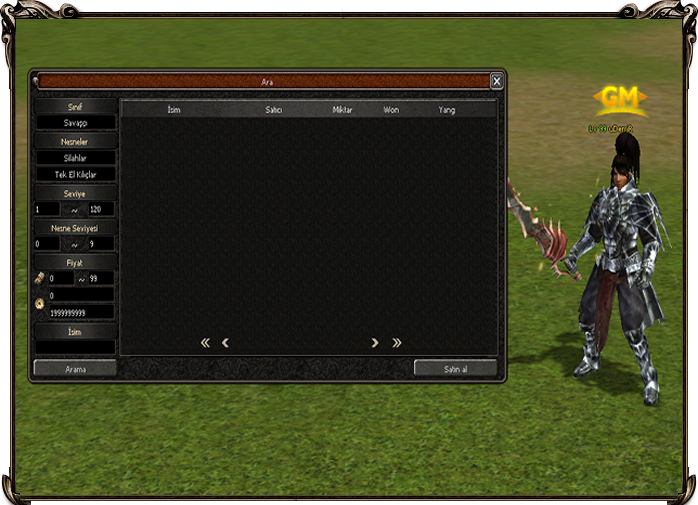 Ara
Sınıf
Savaşçı
Nesneler
Silahlar
Tek El Kılıçlar
Seviye
1 ~ 120
Nesne Seviyesi
0 ~ 9
Fiyat
0 ~ 99
0
1999999999
İsim
Arama
İsim Satıcı Miktar Won Yang
« ‹ › »
Satın al
GM
Lv 99